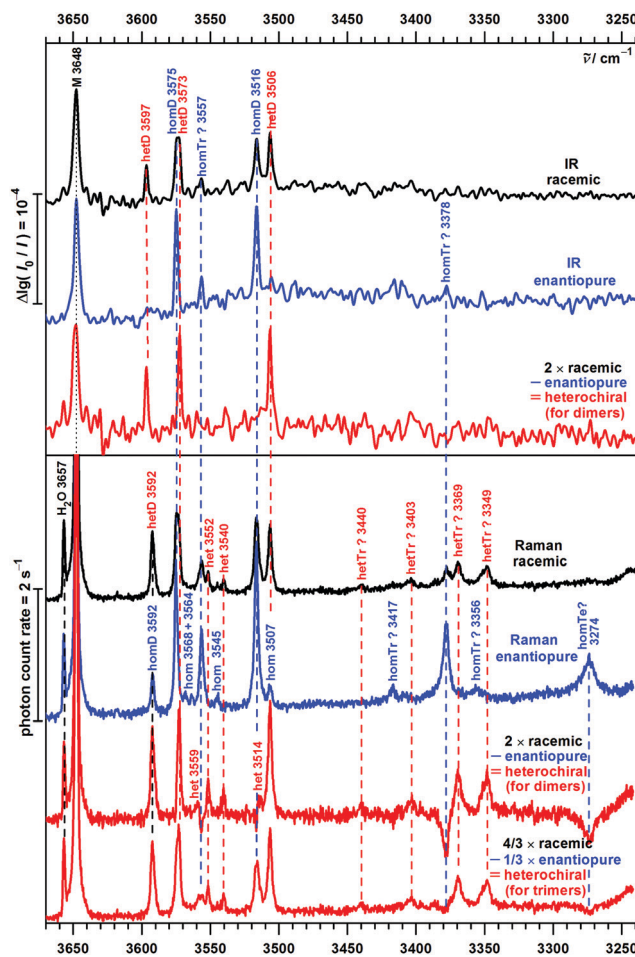 3650 3600 3550 3500 3450 3400 3350 3300
ν̃/ cm⁻¹
M 3648
hetD 3597
homD 3575
hetD 3573
homTr ? 3557
homD 3516
hetD 3506
IR
racemic
Δlg(I₀ / I) = 10⁻⁴
homTr ? 3378
IR
enantiopure
2 × racemic
− enantiopure
= heterochiral
(for dimers)
H₂O 3657
hetD 3592
het 3552
het 3540
hetTr ? 3440
hetTr ? 3403
hetTr ? 3369
hetTr ? 3349
Raman
racemic
photon count rate = 2 s⁻¹
homD 3592
hom 3568 + 3564
hom 3545
hom 3507
homTr ? 3417
homTr ? 3356
Raman
enantiopure
homTe?
3274
het 3559
het 3514
2 × racemic
− enantiopure
= heterochiral
(for dimers)
4/3 × racemic
− 1/3 × enantiopure
= heterochiral
(for trimers)
3650 3600 3550 3500 3450 3400 3350 3300